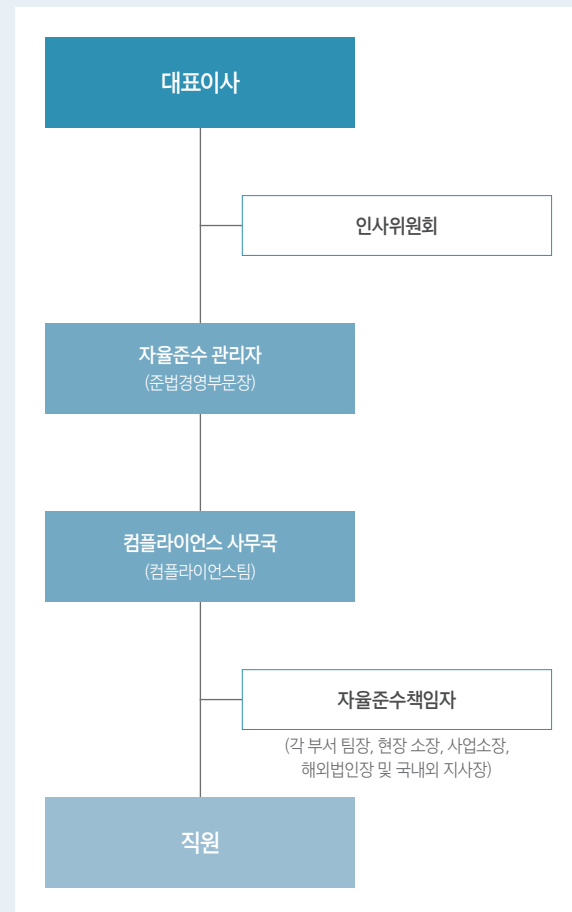 대표이사
인사위원회
자율준수 관리자
(준법경영부문장)
컴플라이언스 사무국
(컴플라이언스팀)
자율준수책임자
(각 부서 팀장, 현장 소장, 사업소장,
해외법인장 및 국내외 지사장)
직원